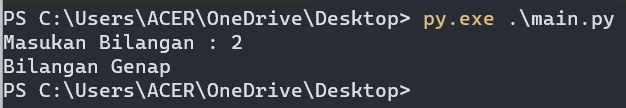 PS C:\Users\ACER\OneDrive\Desktop> py.exe .\main.py
Masukan Bilangan : 2
Bilangan Genap
PS C:\Users\ACER\OneDrive\Desktop>